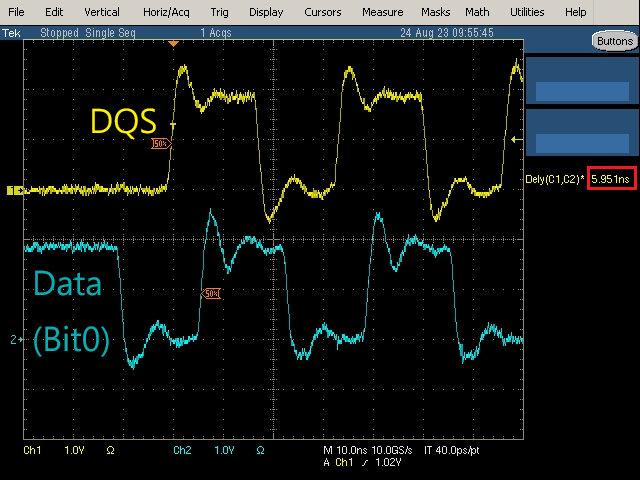 File Edit Vertical Horiz/Acq Trig Display Cursors Measure Masks Math Utilities Help
Tek Stopped Single Seq 1 Acqs 24 Aug 23 09:55:45
Buttons
DQS
50%
1
Dely(C1,C2)* 5.951ns
Data
(Bit0)
50%
2
Ch1 1.0V Ω Ch2 1.0V Ω M 10.0ns 10.0GS/s IT 40.0ps/pt
A Ch1 ∫ 1.02V